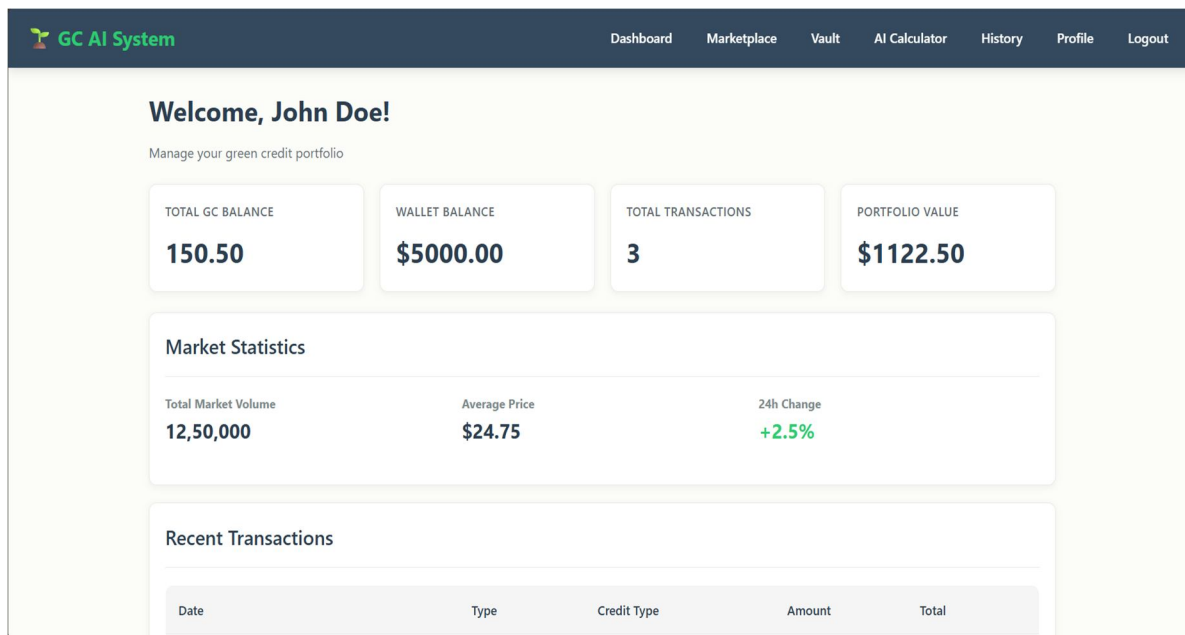 GC AI System Dashboard Marketplace Vault AI Calculator History Profile Logout
Welcome, John Doe!
Manage your green credit portfolio
TOTAL GC BALANCE WALLET BALANCE TOTAL TRANSACTIONS PORTFOLIO VALUE
150.50 $5000.00 3 $1122.50
Market Statistics
Total Market Volume Average Price 24h Change
12,50,000 $24.75 +2.5%
Recent Transactions
Date Type Credit Type Amount Total